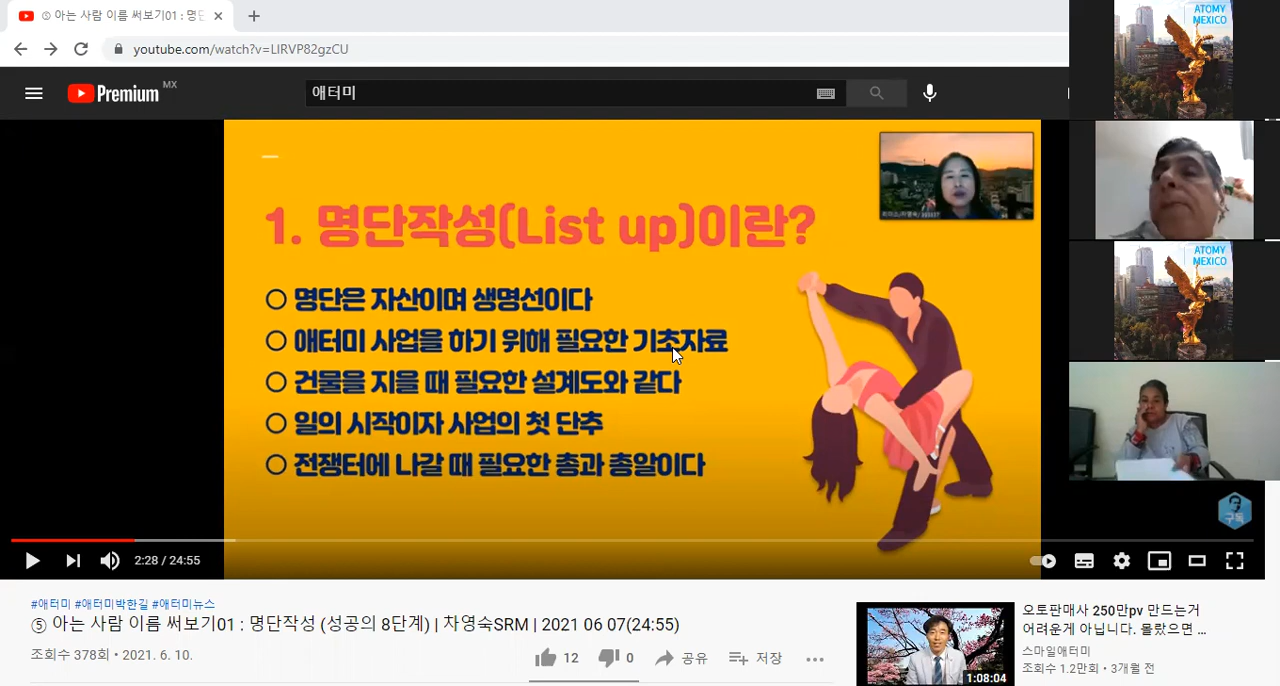 ⑤ 아는 사람 이름 써보기01 : 명단
youtube.com/watch?v=LIRVP82gzCU
Premium MX
애터미
ATOMY
MEXICO
1. 명단작성(List up)이란?
명단은 자산이며 생명선이다
애터미 사업을 하기 위해 필요한 기초자료
건물을 지을 때 필요한 설계도와 같다
일의 시작이자 사업의 첫 단추
전쟁터에 나갈 때 필요한 총과 총알이다
ATOMY
MEXICO
구독
2:28 / 24:55
#애터미 #애터미박한길 #애터미뉴스
⑤ 아는 사람 이름 써보기01 : 명단작성 (성공의 8단계) | 차영숙SRM | 2021 06 07(24:55)
조회수 378회 • 2021. 6. 10.
12
0
공유
저장
오토판매사 250만pv 만드는거
어려운게 아닙니다. 몰랐으면 ...
스마일애터미
조회수 1.2만회 • 3개월 전
1:08:04